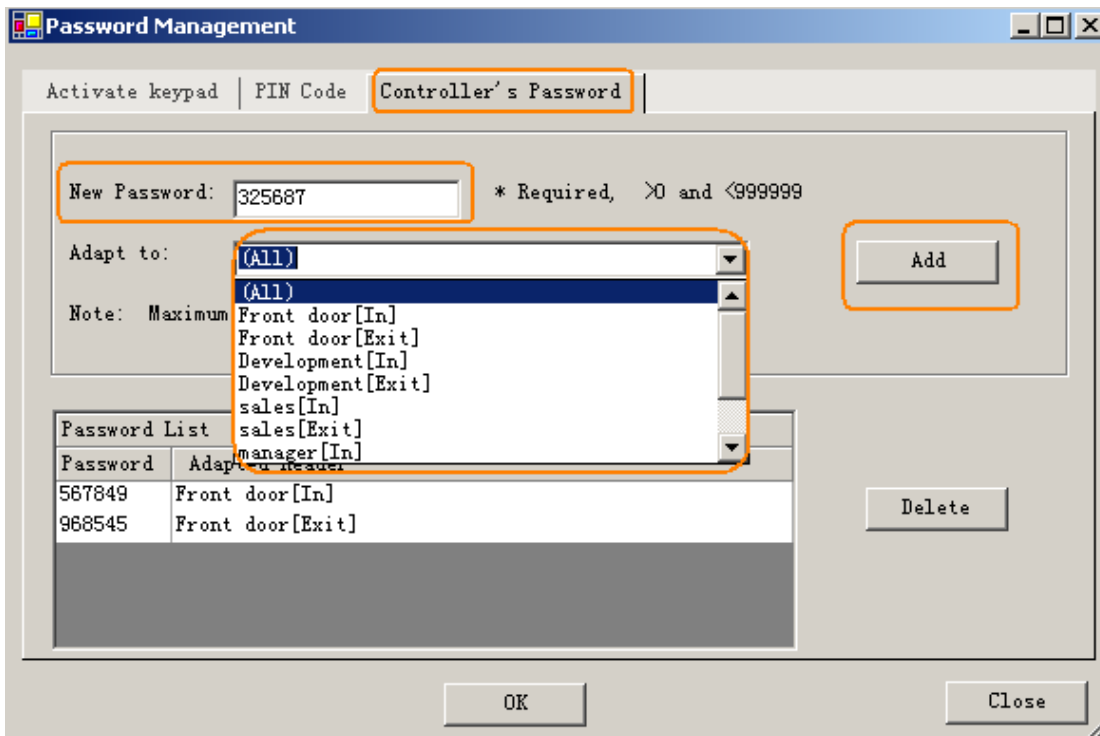 Password Management
Activate keypad PIN Code Controller's Password
New Password: 325687 * Required, >0 and <999999
Adapt to: (All) Add
(All)
Note: Maximum Front door[In]
Front door[Exit]
Development[In]
Development[Exit]
sales[In]
Password List sales[Exit]
manager[In]
Password Adapted Reader
567849 Front door[In]
968545 Front door[Exit]
Delete
OK Close